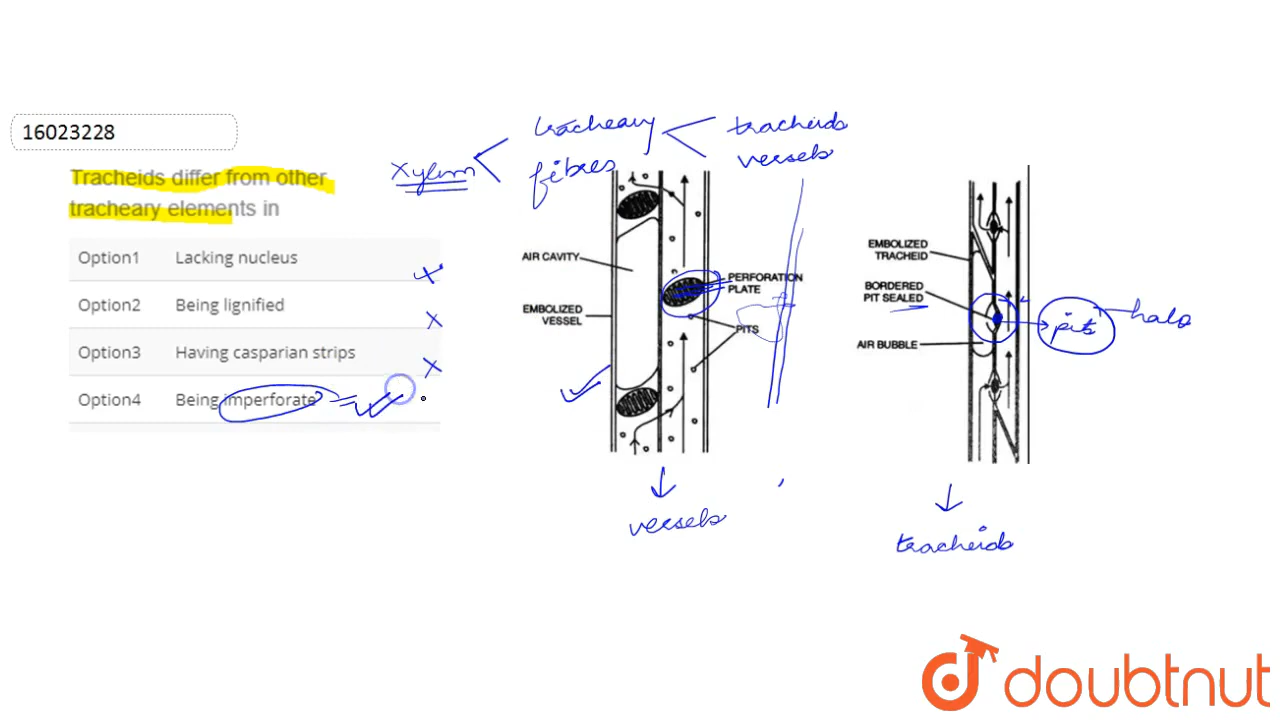 16023228
Tracheids differ from other
tracheary elements in
Option1 Lacking nucleus
Option2 Being lignified
Option3 Having casparian strips
Option4 Being imperforate
Xylem
tracheary
fibres
tracheids
vessels
AIR CAVITY
EMBOLIZED
VESSEL
PERFORATION
PLATE
PITS
vessels
EMBOLIZED
TRACHEID
BORDERED
PIT SEALED
AIR BUBBLE
pits
halo
tracheids
doubtnut